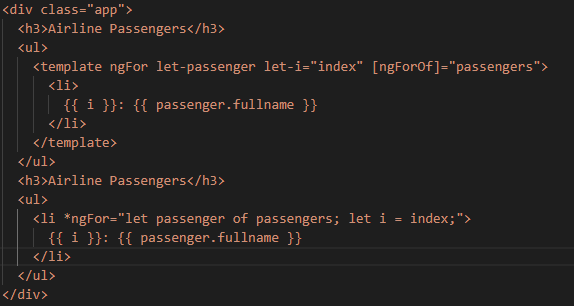 <div class="app">
  <h3>Airline Passengers</h3>
  <ul>
    <template ngFor let-passenger let-i="index" [ngForOf]="passengers">
      <li>
        {{ i }}: {{ passenger.fullname }}
      </li>
    </template>
  </ul>
  <h3>Airline Passengers</h3>
  <ul>
    <li *ngFor="let passenger of passengers; let i = index;">
      {{ i }}: {{ passenger.fullname }}
    </li>
  </ul>
</div>